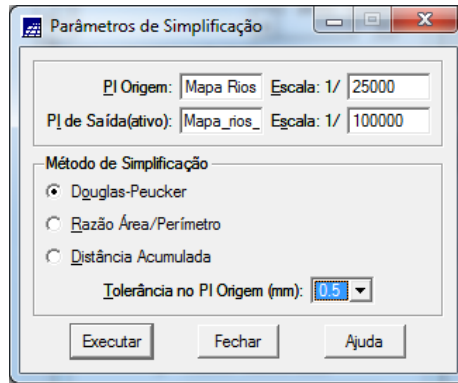 Parâmetros de Simplificação
PI Origem: Mapa Rios Escala: 1/ 25000
PI de Saída(ativo): Mapa_rios_ Escala: 1/ 100000
Método de Simplificação
Douglas-Peucker
Razão Área/Perímetro
Distância Acumulada
Tolerância no PI Origem (mm): 0.5
Executar Fechar Ajuda